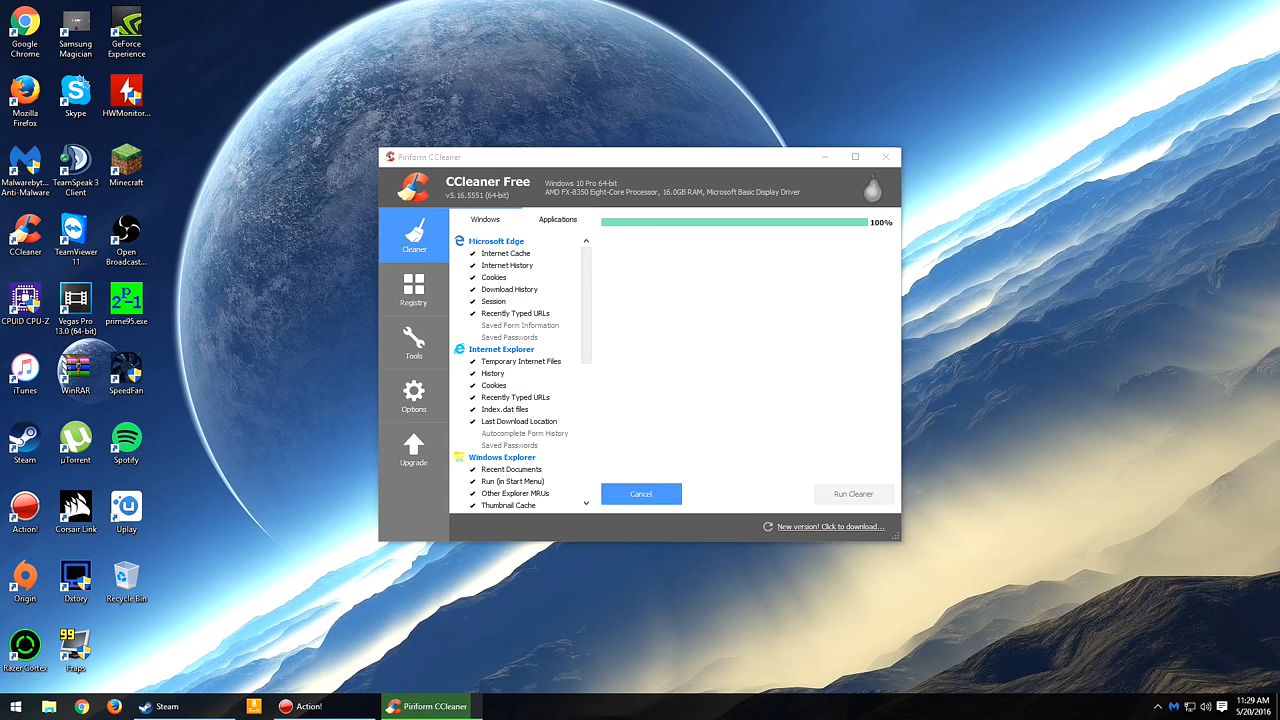 Google
Chrome
Samsung
Magician
GeForce
Experience
Mozilla
Firefox
Skype
HWMonitor...
Malwarebyt...
Anti-Malware
TeamSpeak 3
Client
Minecraft
CCleaner
TeamViewer
11
Open
Broadcast...
CPUID CPU-Z
Vegas Pro
13.0 (64-bit)
2p-1
prime95.exe
iTunes
WinRAR
SpeedFan
Steam
µTorrent
Spotify
Action!
Corsair Link
Uplay
Origin
Dxtory
Recycle Bin
Razer Cortex
99
Fraps
Piriform CCleaner
CCleaner Free
v5.16.5551 (64-bit)
Windows 10 Pro 64-bit
AMD FX-8350 Eight-Core Processor, 16.0GB RAM, Microsoft Basic Display Driver
Cleaner
Registry
Tools
Options
Upgrade
Windows
Applications
Microsoft Edge
Internet Cache
Internet History
Cookies
Download History
Session
Recently Typed URLs
Saved Form Information
Saved Passwords
Internet Explorer
Temporary Internet Files
History
Cookies
Recently Typed URLs
Index.dat files
Last Download Location
Autocomplete Form History
Saved Passwords
Windows Explorer
Recent Documents
Run (in Start Menu)
Other Explorer MRUs
Thumbnail Cache
100%
Cancel
Run Cleaner
New version! Click to download...
Steam
Action!
Piriform CCleaner
11:29 AM
5/20/2016